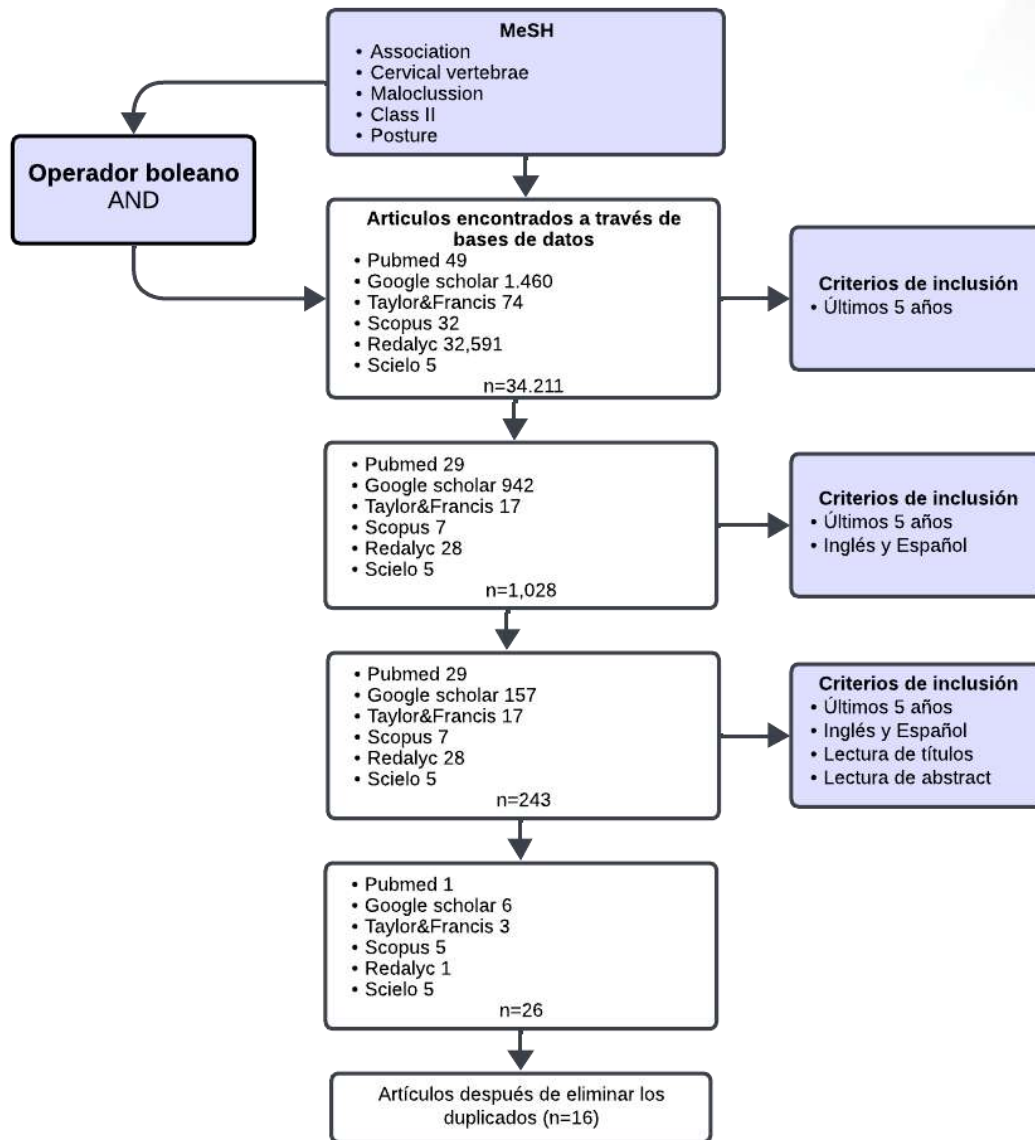 MeSH
• Association
• Cervical vertebrae
• Maloclussion
• Class II
• Posture
Operador boleano
AND
Articulos encontrados a través de
bases de datos
• Pubmed 49
• Google scholar 1.460
• Taylor&Francis 74
• Scopus 32
• Redalyc 32,591
• Scielo 5
n=34.211
Criterios de inclusión
• Últimos 5 años
• Pubmed 29
• Google scholar 942
• Taylor&Francis 17
• Scopus 7
• Redalyc 28
• Scielo 5
n=1,028
Criterios de inclusión
• Últimos 5 años
• Inglés y Español
• Pubmed 29
• Google scholar 157
• Taylor&Francis 17
• Scopus 7
• Redalyc 28
• Scielo 5
n=243
Criterios de inclusión
• Últimos 5 años
• Inglés y Español
• Lectura de títulos
• Lectura de abstract
• Pubmed 1
• Google scholar 6
• Taylor&Francis 3
• Scopus 5
• Redalyc 1
• Scielo 5
n=26
Artículos después de eliminar los
duplicados (n=16)